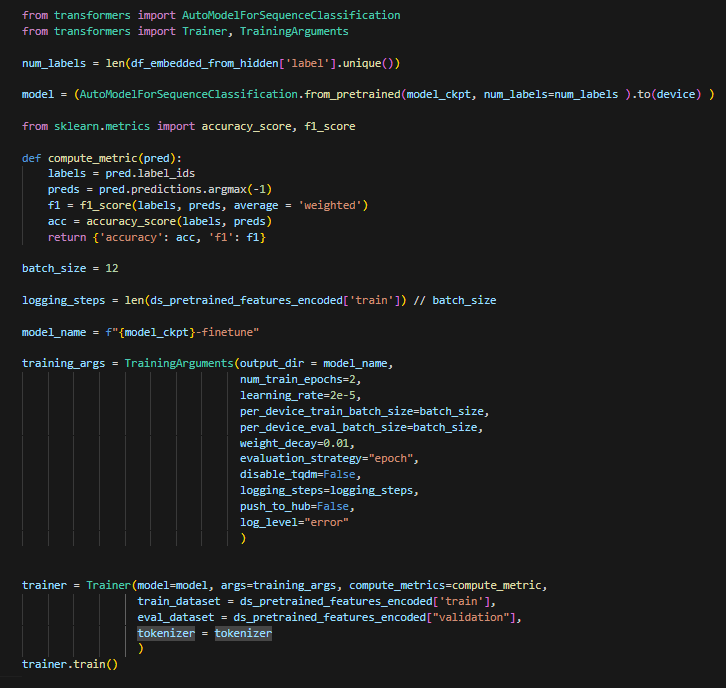 from transformers import AutoModelForSequenceClassification
from transformers import Trainer, TrainingArguments
num_labels = len(df_embedded_from_hidden['label'].unique())
model = (AutoModelForSequenceClassification.from_pretrained(model_ckpt, num_labels=num_labels ).to(device) )
from sklearn.metrics import accuracy_score, f1_score
def compute_metric(pred):
    labels = pred.label_ids
    preds = pred.predictions.argmax(-1)
    f1 = f1_score(labels, preds, average = 'weighted')
    acc = accuracy_score(labels, preds)
    return {'accuracy': acc, 'f1': f1}
batch_size = 12
logging_steps = len(ds_pretrained_features_encoded['train']) // batch_size
model_name = f"{model_ckpt}-finetune"
training_args = TrainingArguments(output_dir = model_name,
                                  num_train_epochs=2,
                                  learning_rate=2e-5,
                                  per_device_train_batch_size=batch_size,
                                  per_device_eval_batch_size=batch_size,
                                  weight_decay=0.01,
                                  evaluation_strategy="epoch",
                                  disable_tqdm=False,
                                  logging_steps=logging_steps,
                                  push_to_hub=False,
                                  log_level="error"
                                  )
trainer = Trainer(model=model, args=training_args, compute_metrics=compute_metric,
                  train_dataset = ds_pretrained_features_encoded['train'],
                  eval_dataset = ds_pretrained_features_encoded["validation"],
                  tokenizer = tokenizer
                  )
trainer.train()